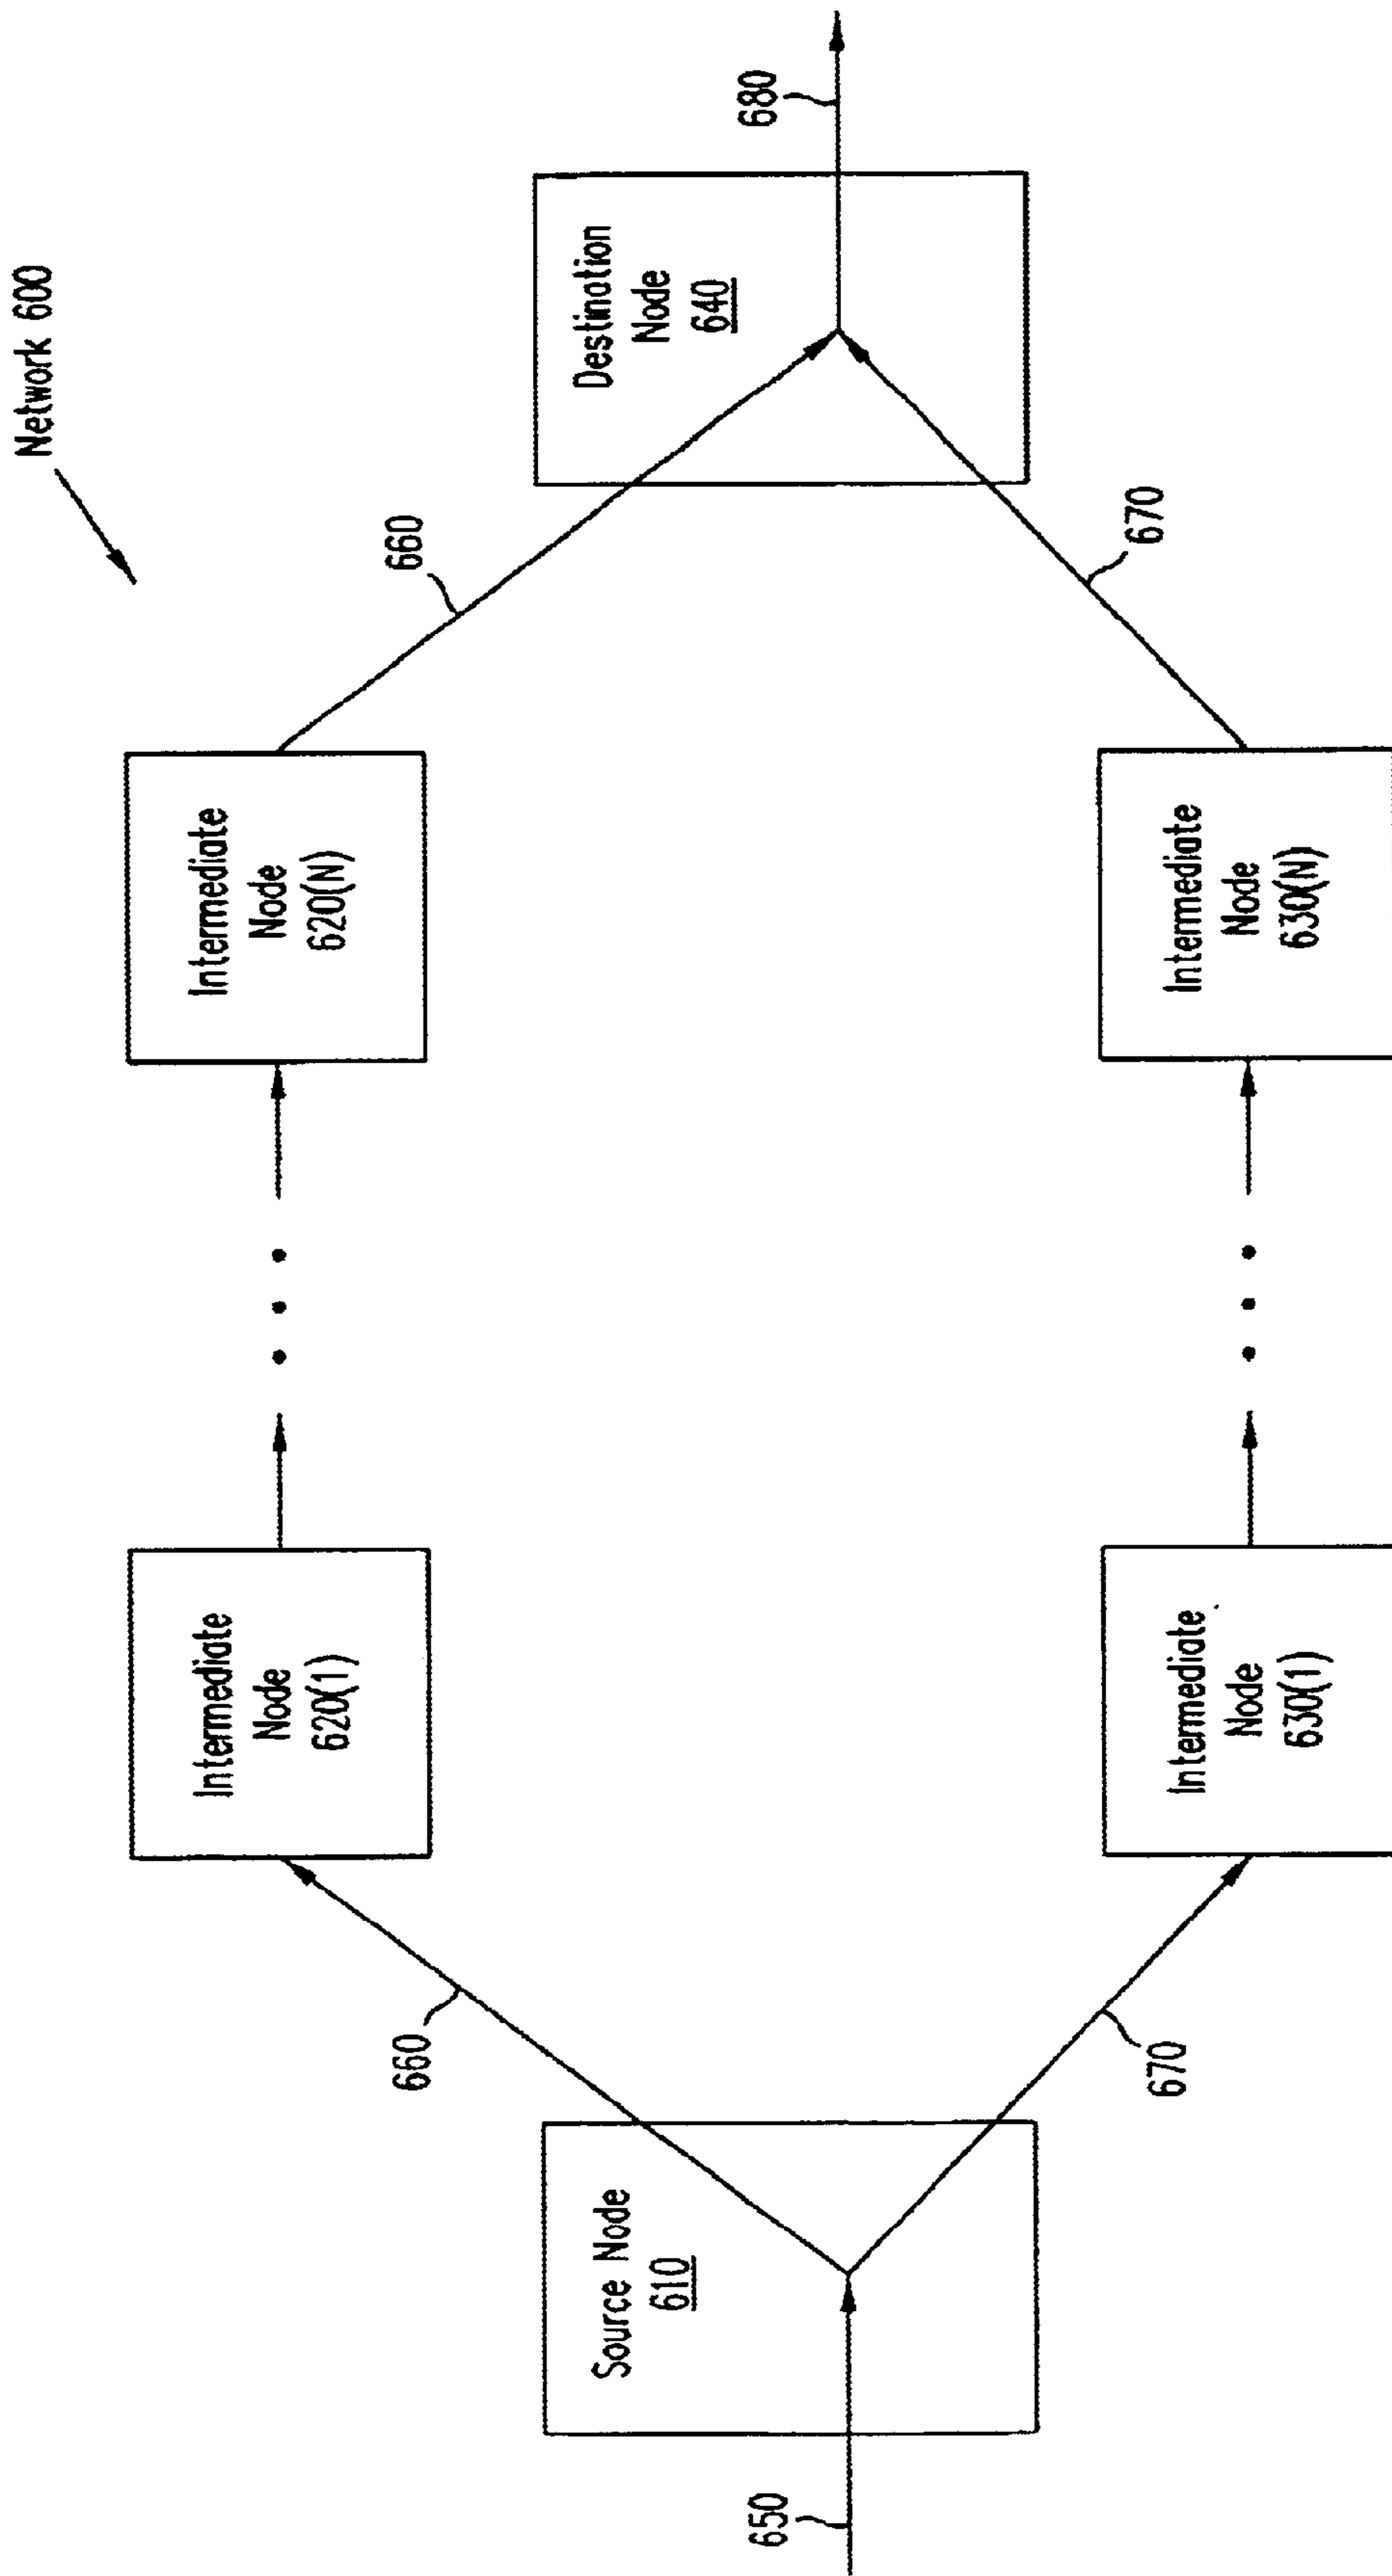 Network 600
Intermediate
Node
620(1)
Intermediate
Node
620(N)
660
660
Source Node
610
Destination
Node
640
650
680
670
670
Intermediate
Node
630(1)
Intermediate
Node
630(N)